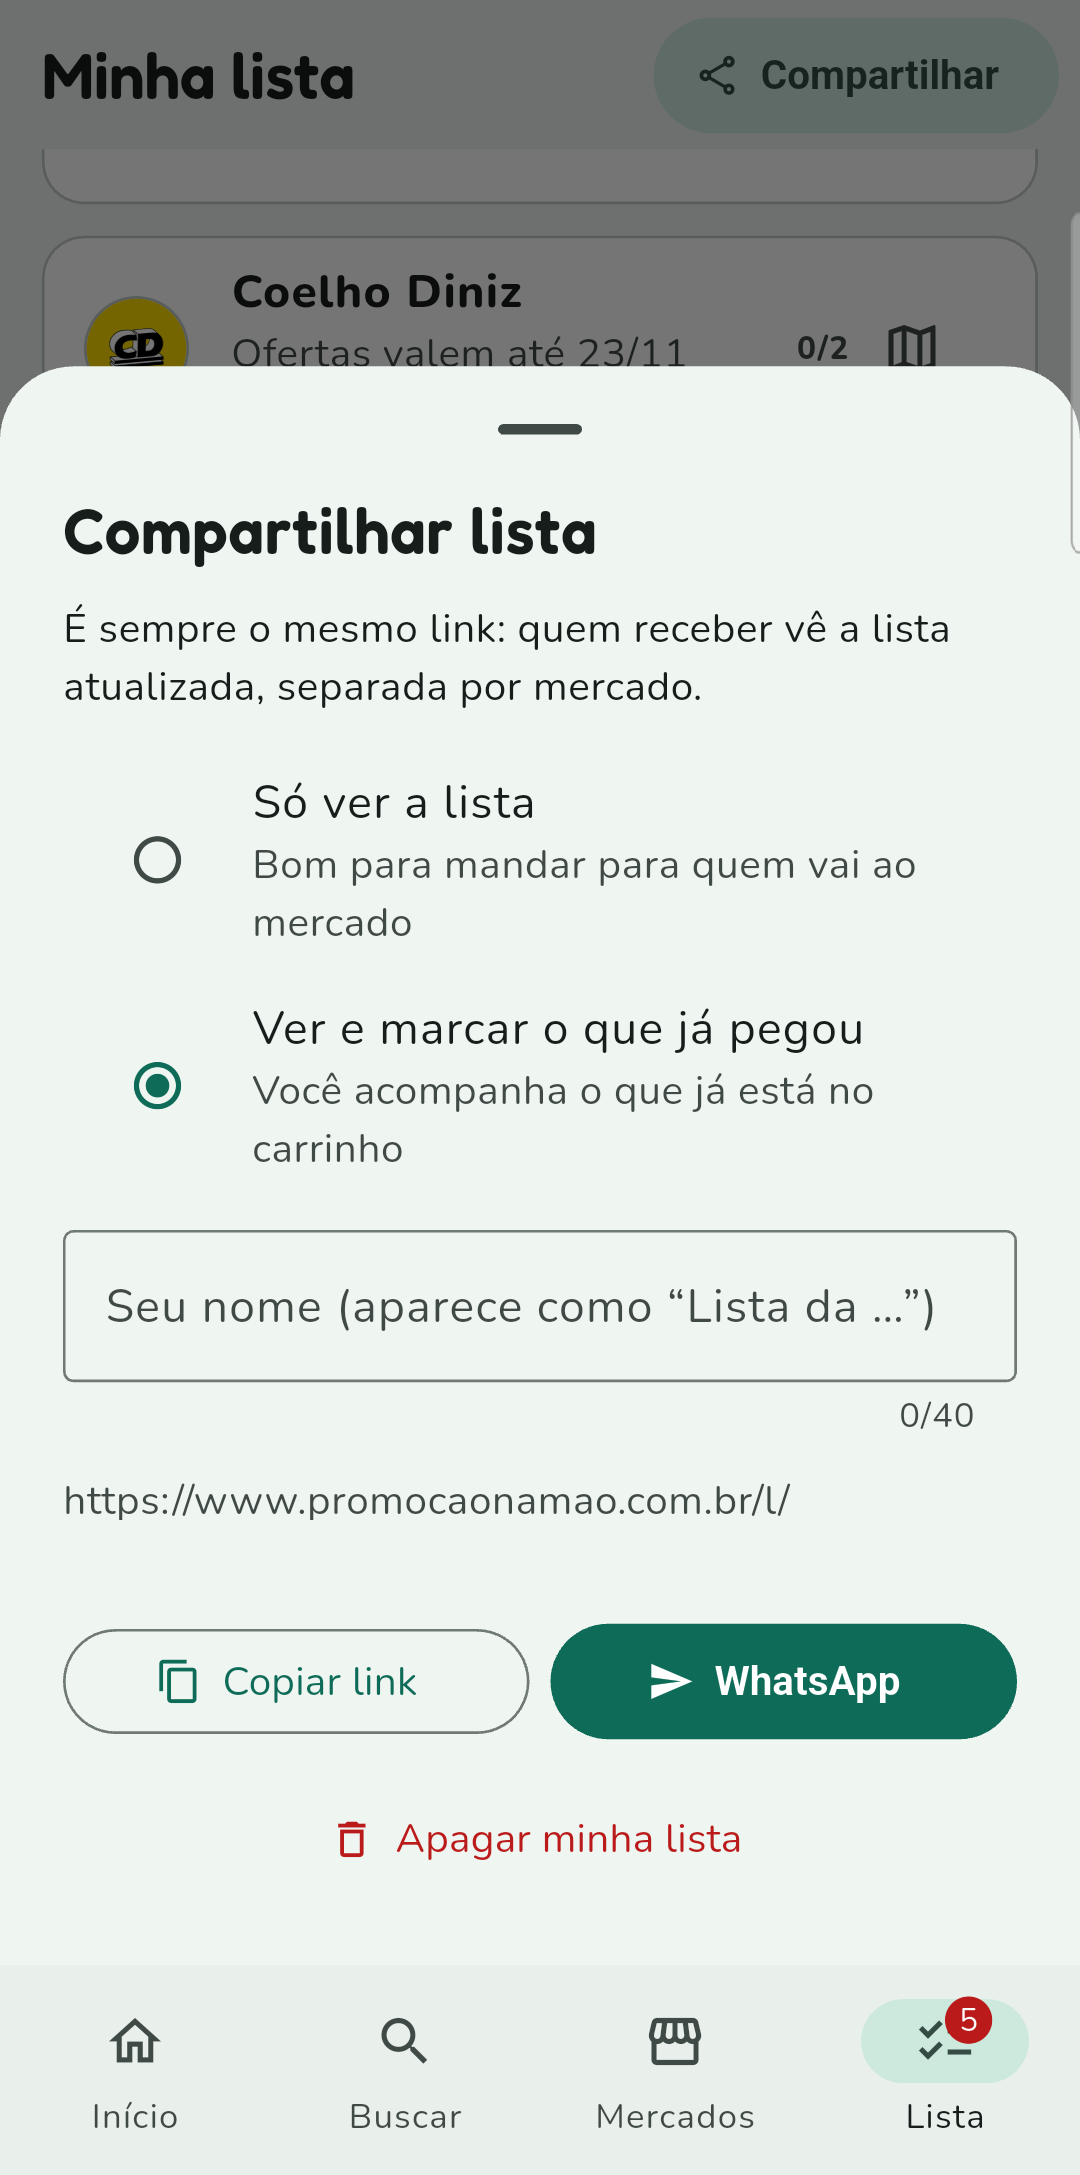 Minha lista
Compartilhar
Coelho Diniz
CD
Ofertas valem até 23/11
0/2
Compartilhar lista
É sempre o mesmo link: quem receber vê a lista
atualizada, separada por mercado.
Só ver a lista
Bom para mandar para quem vai ao
mercado
Ver e marcar o que já pegou
Você acompanha o que já está no
carrinho
Seu nome (aparece como “Lista da ...”)
0/40
https://www.promocaonamao.com.br/l/
Copiar link
WhatsApp
Apagar minha lista
5
Início
Buscar
Mercados
Lista